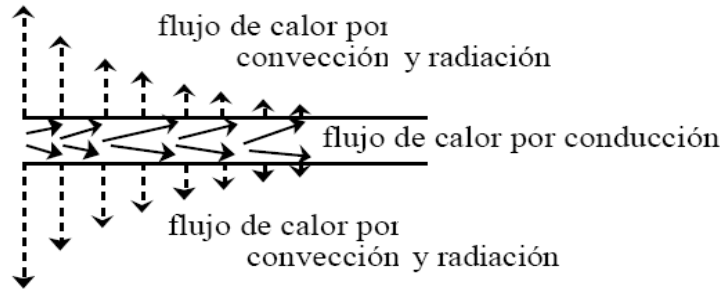 flujo de calor por
convección y radiación
flujo de calor por conducción
flujo de calor por
convección y radiación